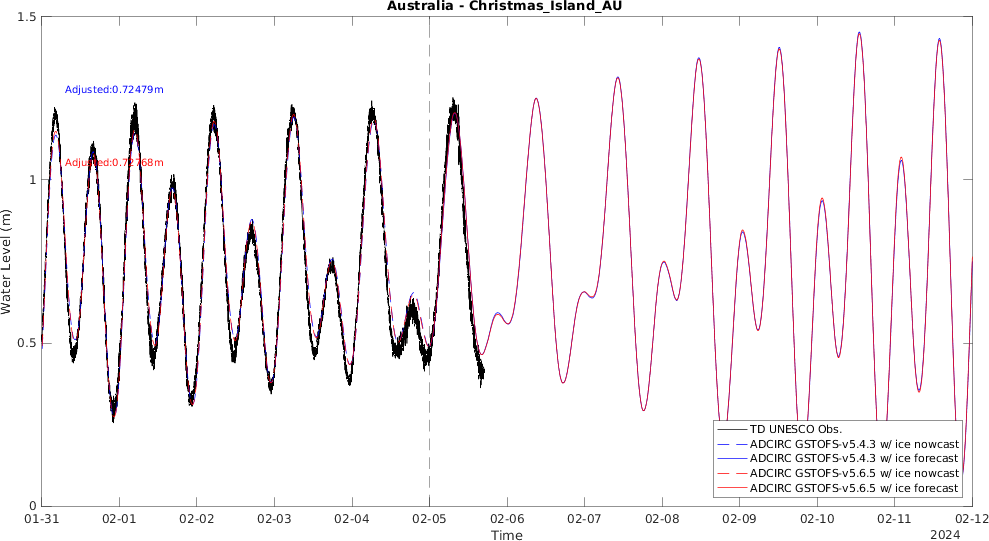 Australia - Christmas_Island_AU
1.5
1
0.5
0
Water Level (m)
Adjusted:0.72479m
Adjusted:0.72768m
TD UNESCO Obs.
ADCIRC GSTOFS-v5.4.3 w/ ice nowcast
ADCIRC GSTOFS-v5.4.3 w/ ice forecast
ADCIRC GSTOFS-v5.6.5 w/ ice nowcast
ADCIRC GSTOFS-v5.6.5 w/ ice forecast
01-31 02-01 02-02 02-03 02-04 02-05 02-06 02-07 02-08 02-09 02-10 02-11 02-12
Time
2024